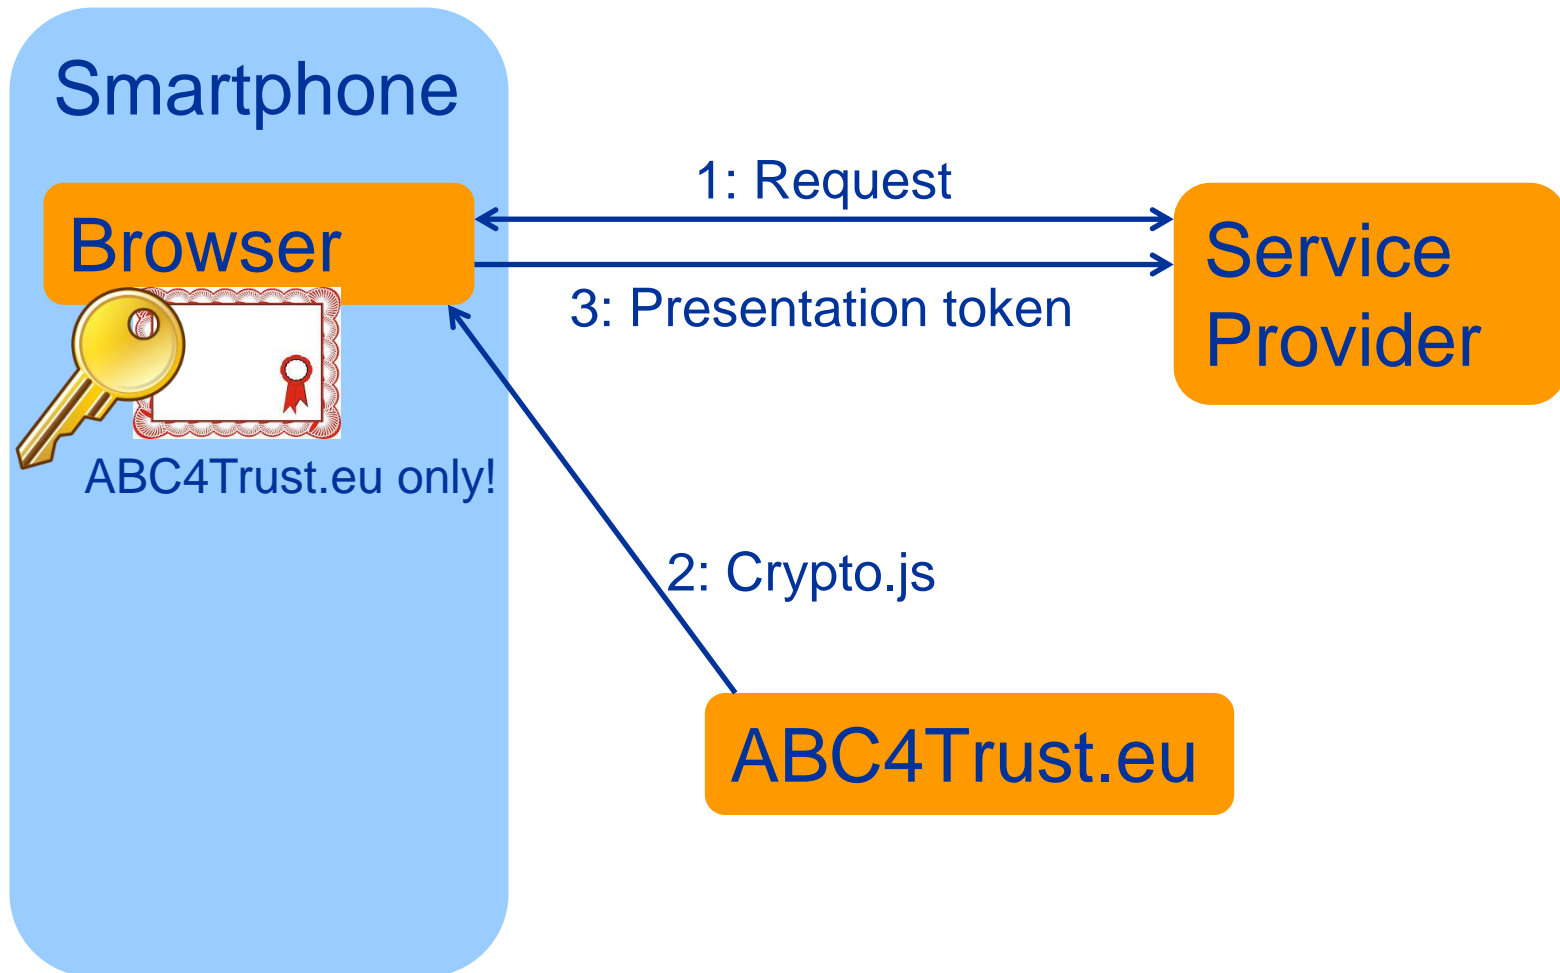 Smartphone
1: Request
Browser
Service
Provider
3: Presentation token
ABC4Trust.eu only!
2: Crypto.js
ABC4Trust.eu